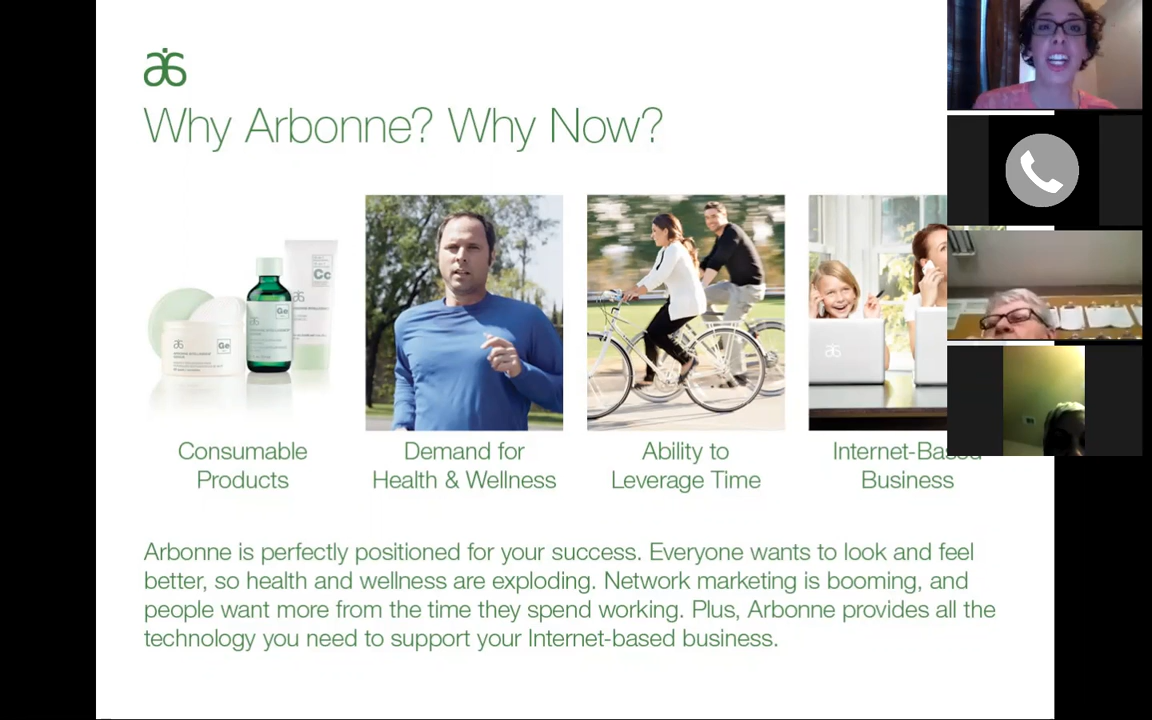 Why Arbonne? Why Now?
Cc
Ge
Ge
Consumable
Products
Demand for
Health & Wellness
Ability to
Leverage Time
Internet-Based
Business
Arbonne is perfectly positioned for your success. Everyone wants to look and feel
better, so health and wellness are exploding. Network marketing is booming, and
people want more from the time they spend working. Plus, Arbonne provides all the
technology you need to support your Internet-based business.